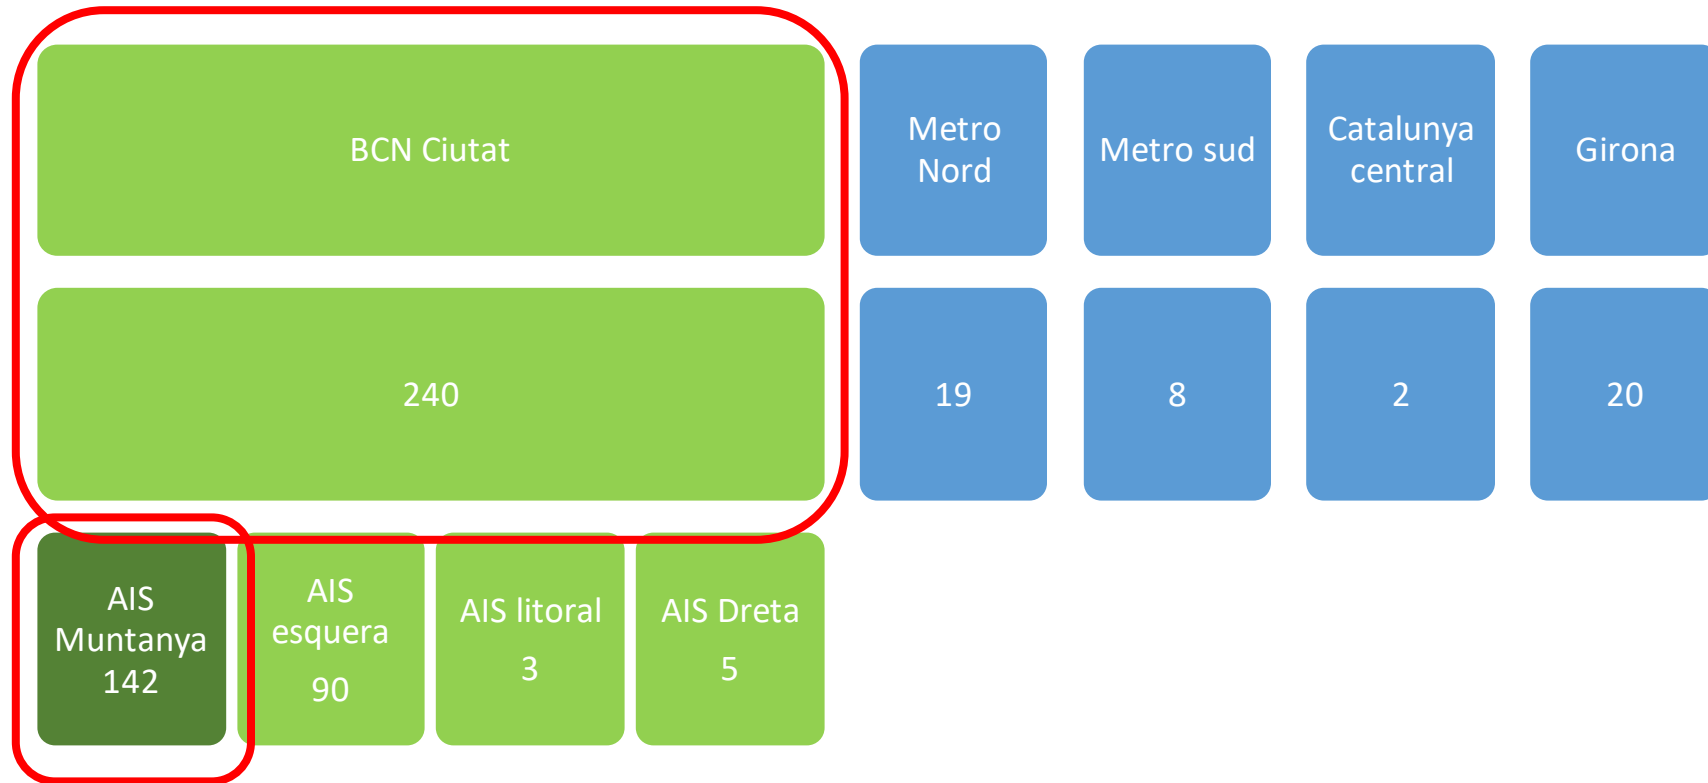 BCN Ciutat
Metro
Nord
Metro sud
Catalunya
central
Girona
240
19
8
2
20
AIS
Muntanya
142
AIS
esquera
90
AIS litoral
3
AIS Dreta
5